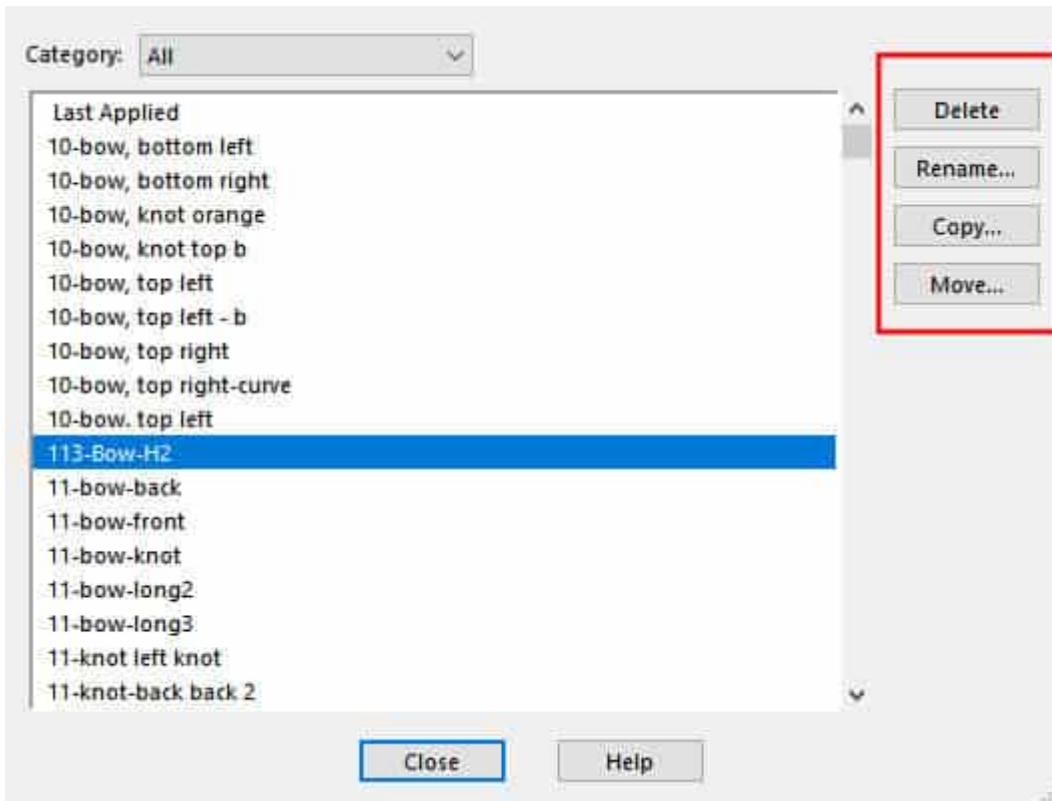 Category: All
Last Applied
10-bow, bottom left
10-bow, bottom right
10-bow, knot orange
10-bow, knot top b
10-bow, top left
10-bow, top left - b
10-bow, top right
10-bow, top right-curve
10-bow. top left
113-Bow-H2
11-bow-back
11-bow-front
11-bow-knot
11-bow-long2
11-bow-long3
11-knot left knot
11-knot-back back 2
Delete
Rename...
Copy...
Move...
Close Help